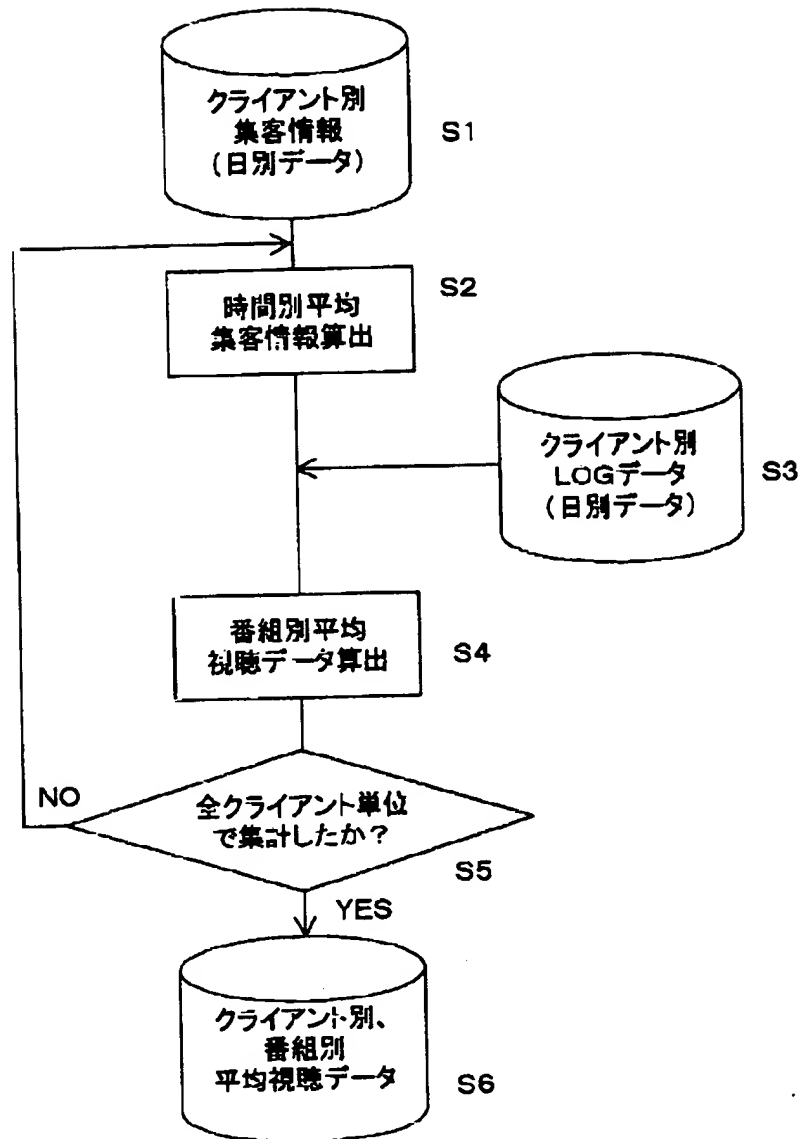 クライアント別
集客情報
(日別データ)
S1
時間別平均
集客情報算出
S2
クライアント別
LOGデータ
(日別データ)
S3
番組別平均
視聴データ算出
S4
NO
全クライアント単位
で集計したか？
S5
YES
クライアント別、
番組別
平均視聴データ
S6